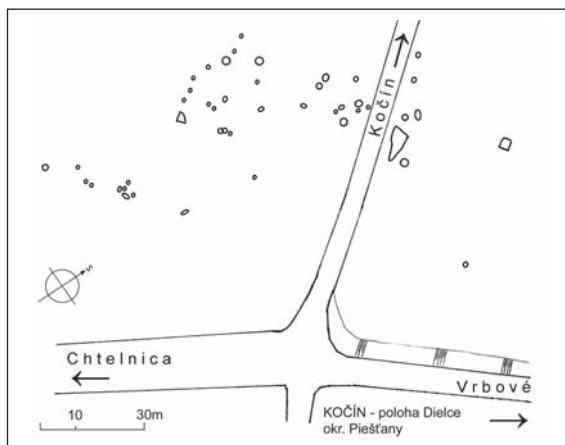 Kočín
S
Chtelnica
Vrbové
10 30m
KOČÍN - poloha Dielce
okr. Piešťany